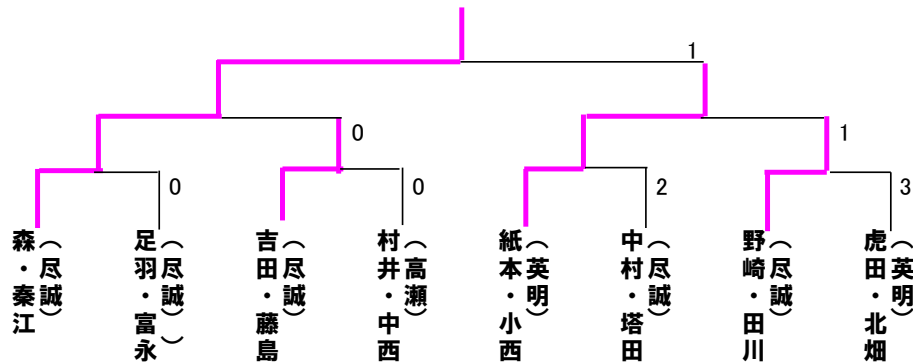 1
0
1
0
0
2
3
森・秦江
(尽誠)
足羽・富永
(尽誠))
吉田・藤島
(尽誠)
村井・中西
(高瀬)
紙本・小西
(英明)
中村・塔田
(尽誠)
野崎・田川
(尽誠)
虎田・北畑
(英明)